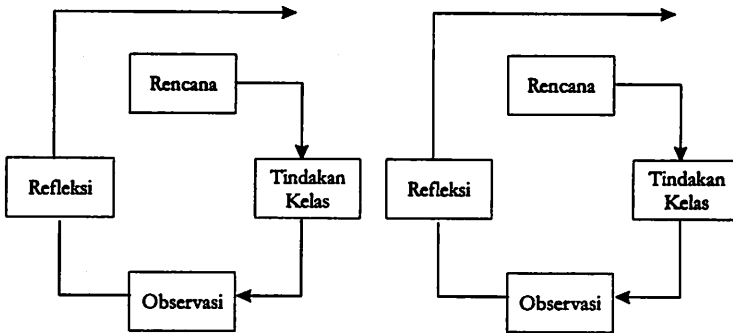 Rencana
Tindakan
Kelas
Observasi
Refleksi
Rencana
Tindakan
Kelas
Observasi
Refleksi